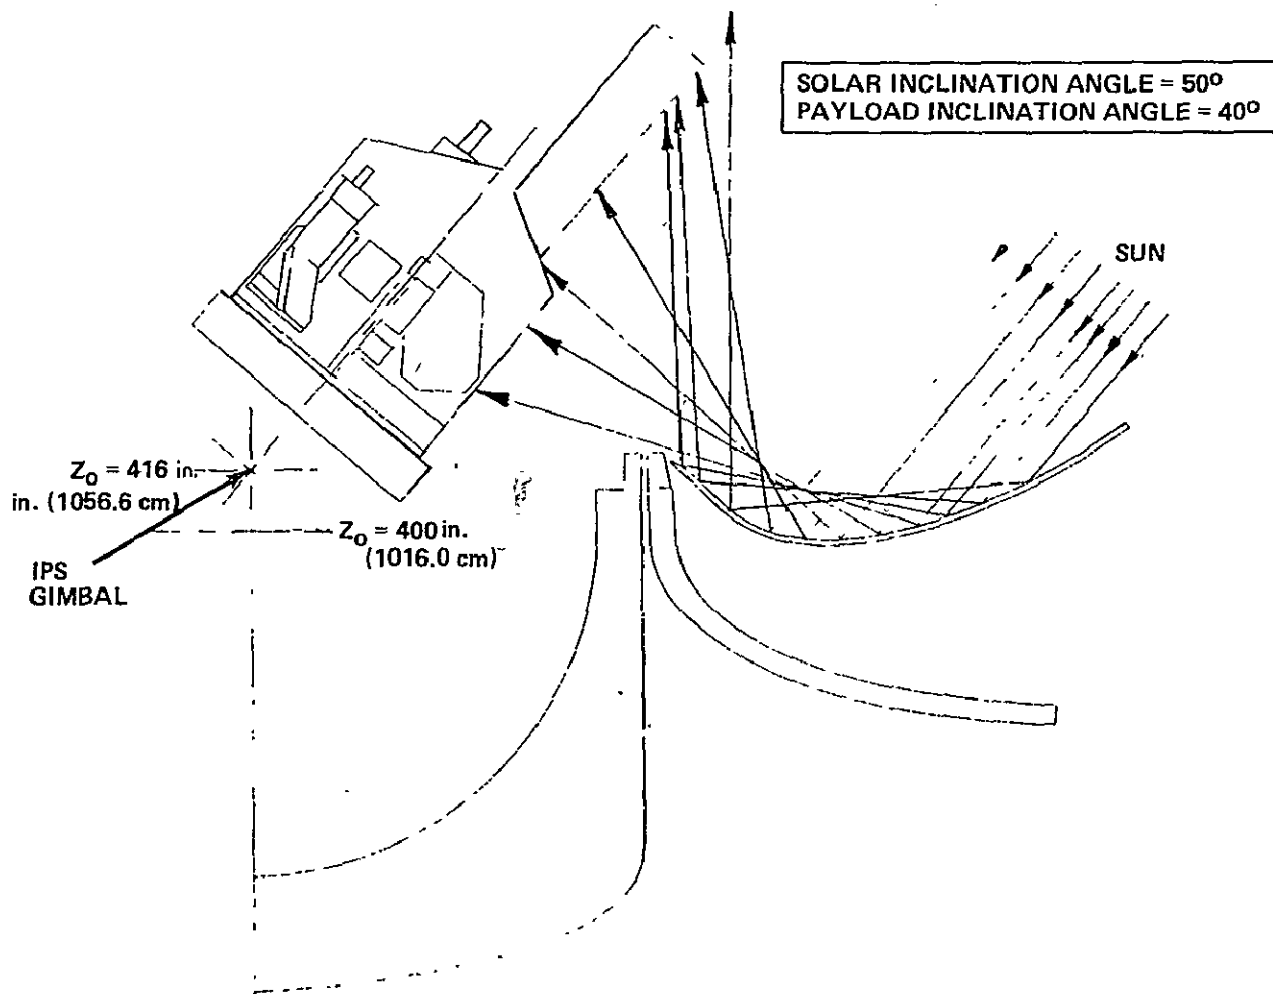 SOLAR INCLINATION ANGLE = 50°
PAYLOAD INCLINATION ANGLE = 40°
SUN
Z₀ = 416 in.
in. (1056.6 cm)
Z₀ = 400 in.
(1016.0 cm)
IPS
GIMBAL